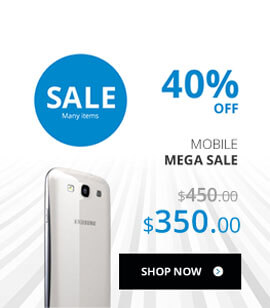 SALE
Many items
40%
OFF
MOBILE
MEGA SALE
$450.00
$350.00
SAMSUNG
SHOP NOW